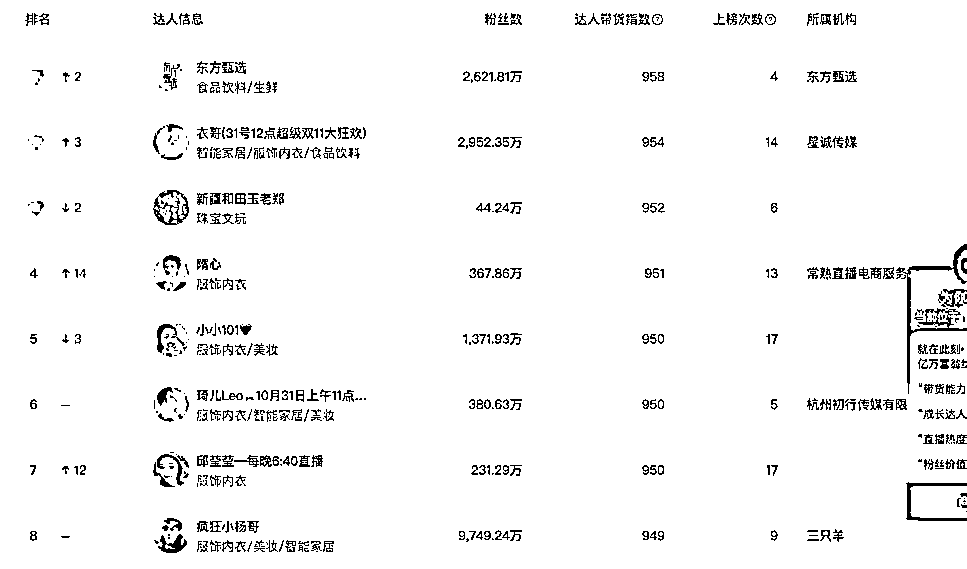 排名 达人信息 粉丝数 达人带货指数? 上榜次数? 所属机构
↑ 2 东方甄选 2,621.81万 958 4 东方甄选
食品饮料/生鲜
↑ 3 衣哥(31号12点超级双11大狂欢) 2,952.35万 954 14 星诚传媒
智能家居/服饰内衣/食品饮料
↓ 2 新疆和田玉老郑 44.24万 952 6
珠宝文玩
4 ↑ 14 隋心 367.86万 951 13 常熟直播电商服务
服饰内衣
5 ↓ 3 小小101♥ 1,371.93万 950 17
服饰内衣/美妆
6 – 琦儿Leo 10月31日上午11点... 380.63万 950 5 杭州初行传媒有限
服饰内衣/智能家居/美妆
7 ↑ 12 邱莹莹—每晚6:40直播 231.29万 950 17
服饰内衣
8 – 疯狂小杨哥 9,749.24万 949 9 三只羊
服饰内衣/美妆/智能家居
就在此刻·
亿万富翁
"带货能力
"成长达人
"直播热度
"粉丝价值